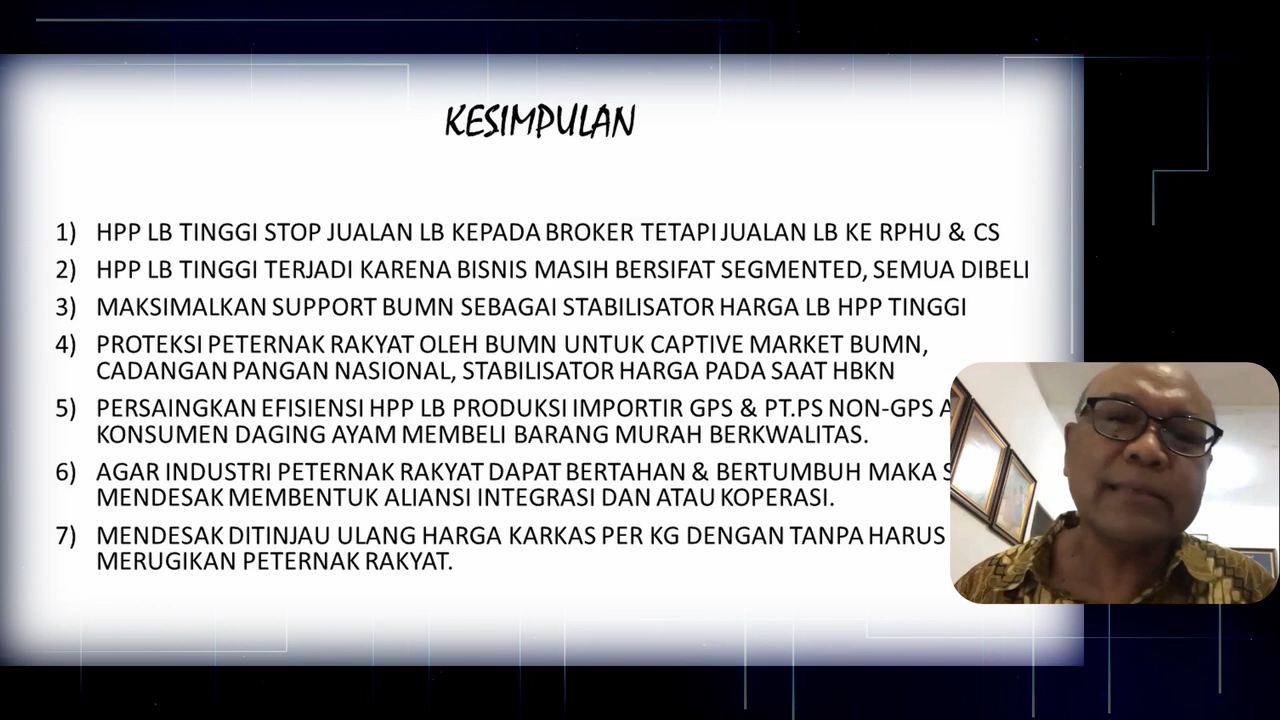 KESIMPULAN
1) HPP LB TINGGI STOP JUALAN LB KEPADA BROKER TETAPI JUALAN LB KE RPHU & CS
2) HPP LB TINGGI TERJADI KARENA BISNIS MASIH BERSIFAT SEGMENTED, SEMUA DIBELI
3) MAKSIMALKAN SUPPORT BUMN SEBAGAI STABILISATOR HARGA LB HPP TINGGI
4) PROTEKSI PETERNAK RAKYAT OLEH BUMN UNTUK CAPTIVE MARKET BUMN,
CADANGAN PANGAN NASIONAL, STABILISATOR HARGA PADA SAAT HBKN
5) PERSAINGKAN EFISIENSI HPP LB PRODUKSI IMPORTIR GPS & PT.PS NON-GPS
KONSUMEN DAGING AYAM MEMBELI BARANG MURAH BERKWALITAS.
6) AGAR INDUSTRI PETERNAK RAKYAT DAPAT BERTAHAN & BERTUMBUH MAKA
MENDESAK MEMBENTUK ALIANSI INTEGRASI DAN ATAU KOPERASI.
7) MENDESAK DITINJAU ULANG HARGA KARKAS PER KG DENGAN TANPA HARUS
MERUGIKAN PETERNAK RAKYAT.